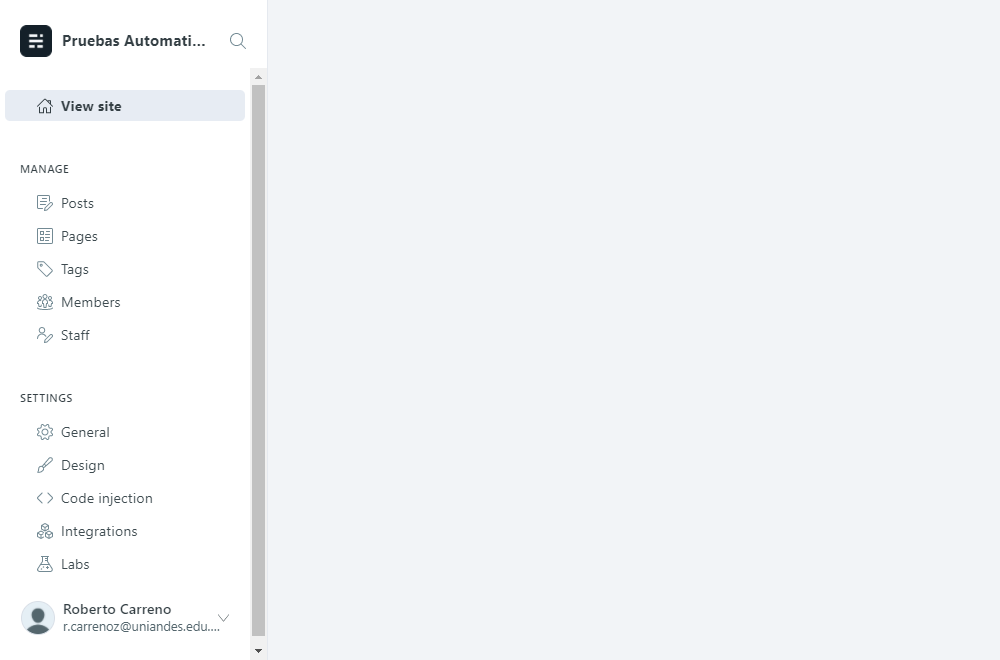 Pruebas Automati...
View site
MANAGE
Posts
Pages
Tags
Members
Staff
SETTINGS
General
Design
Code injection
Integrations
Labs
Roberto Carreno
r.carrenoz@uniandes.edu....